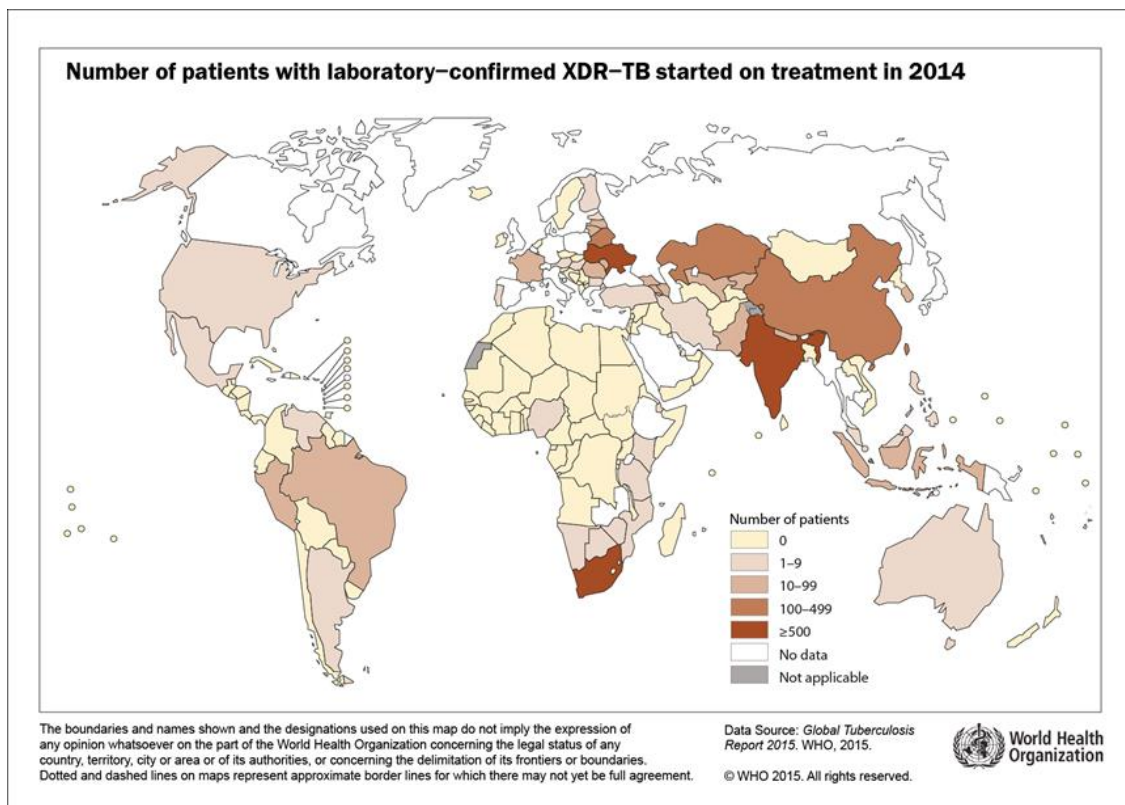 Number of patients with laboratory–confirmed XDR–TB started on treatment in 2014
Number of patients
0
1–9
10–99
100–499
≥500
No data
Not applicable
The boundaries and names shown and the designations used on this map do not imply the expression of
any opinion whatsoever on the part of the World Health Organization concerning the legal status of any
country, territory, city or area or of its authorities, or concerning the delimitation of its frontiers or boundaries.
Dotted and dashed lines on maps represent approximate border lines for which there may not yet be full agreement.
Data Source: Global Tuberculosis
Report 2015. WHO, 2015.
© WHO 2015. All rights reserved.
World Health
Organization